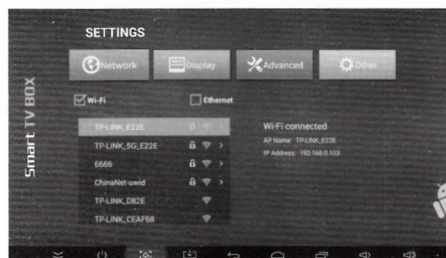 SETTINGS
Network
Display
Advanced
Other
Wi-Fi
Ethernet
TP-LINK_E22E
TP-LINK_5G_E22E
6666
ChinaNet-uwid
TP-LINK_D82E
TP-LINK_CEAF68
Wi-Fi connected
AP Name: TP-LINK_E22E
IP Address: 192.168.0.103
Smart TV BOX